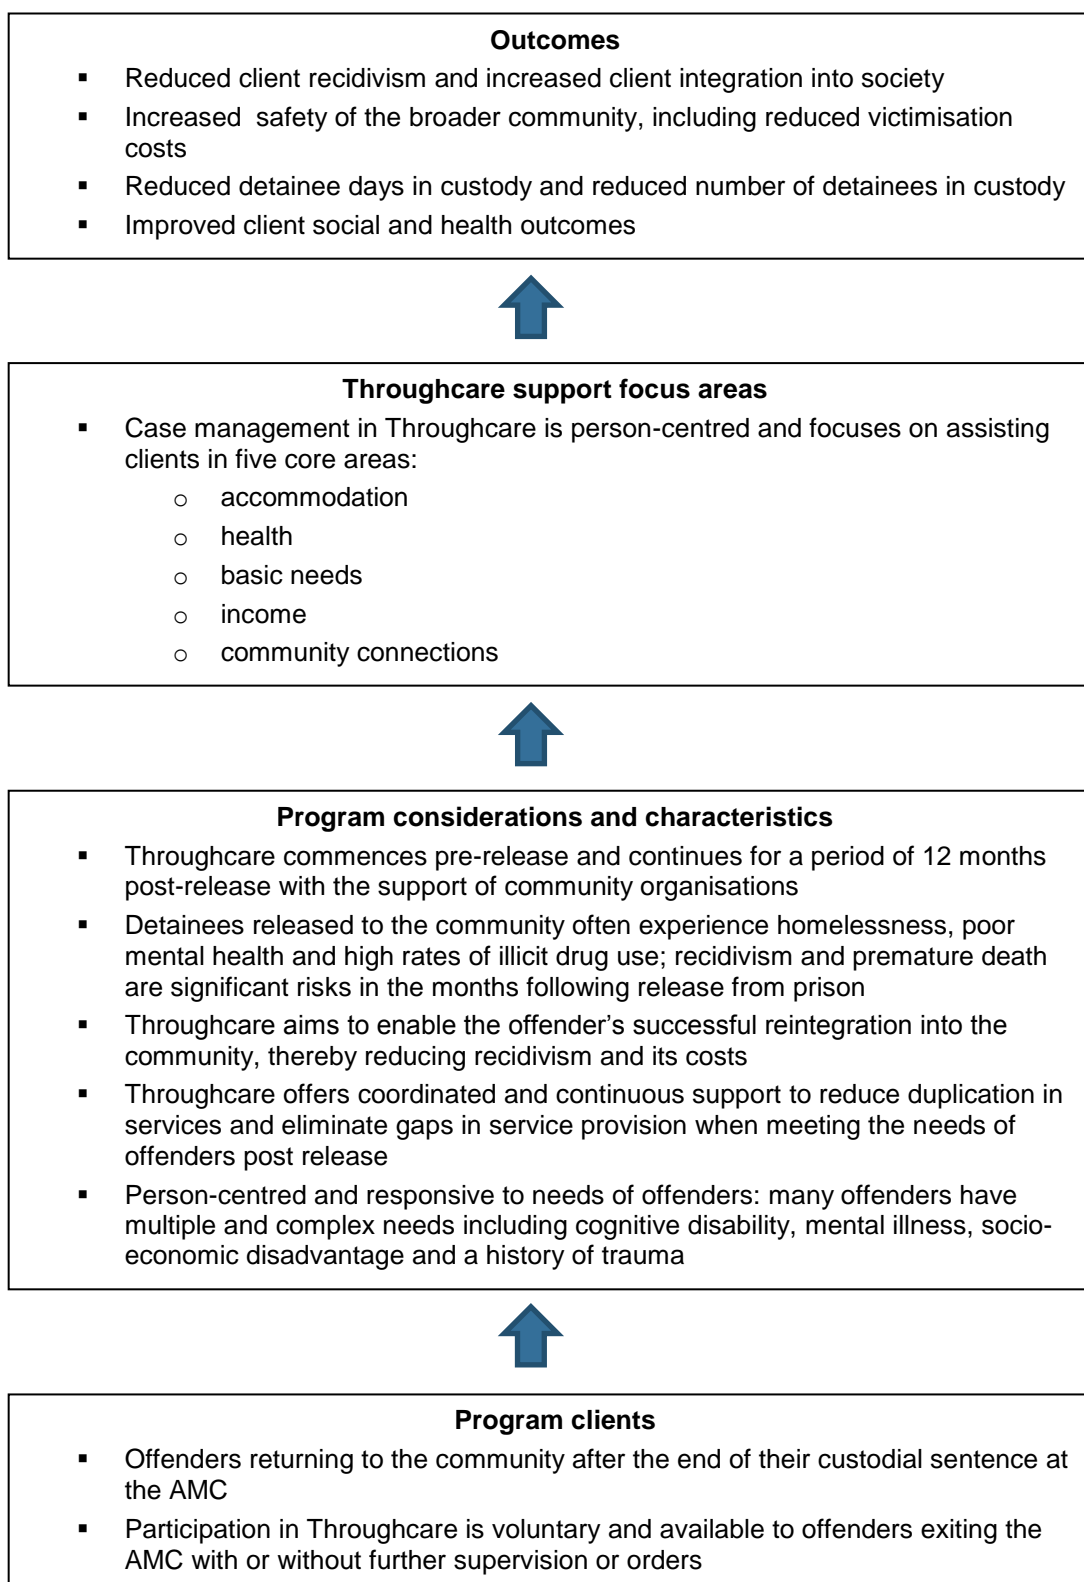 Outcomes
▪ Reduced client recidivism and increased client integration into society
▪ Increased safety of the broader community, including reduced victimisation
costs
▪ Reduced detainee days in custody and reduced number of detainees in custody
▪ Improved client social and health outcomes
Throughcare support focus areas
▪ Case management in Throughcare is person-centred and focuses on assisting
clients in five core areas:
o accommodation
o health
o basic needs
o income
o community connections
Program considerations and characteristics
▪ Throughcare commences pre-release and continues for a period of 12 months
post-release with the support of community organisations
▪ Detainees released to the community often experience homelessness, poor
mental health and high rates of illicit drug use; recidivism and premature death
are significant risks in the months following release from prison
▪ Throughcare aims to enable the offender's successful reintegration into the
community, thereby reducing recidivism and its costs
▪ Throughcare offers coordinated and continuous support to reduce duplication in
services and eliminate gaps in service provision when meeting the needs of
offenders post release
▪ Person-centred and responsive to needs of offenders: many offenders have
multiple and complex needs including cognitive disability, mental illness, socio-
economic disadvantage and a history of trauma
Program clients
▪ Offenders returning to the community after the end of their custodial sentence at
the AMC
▪ Participation in Throughcare is voluntary and available to offenders exiting the
AMC with or without further supervision or orders